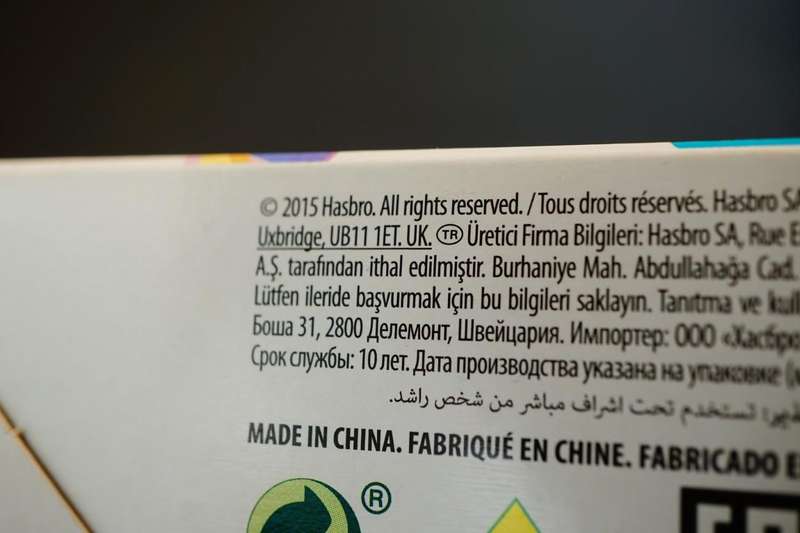 © 2015 Hasbro. All rights reserved. / Tous droits réservés. Hasbro SA
Uxbridge, UB11 1ET. UK. TR Üretici Firma Bilgileri: Hasbro SA, Rue E
A.Ş. tarafından ithal edilmiştir. Burhaniye Mah. Abdullahağa Cad.
Lütfen ileride başvurmak için bu bilgileri saklayın. Tanıtma ve kull
Боша 31, 2800 Делемонт, Швейцария. Импортер: ООО «Хасбро
Срок службы: 10 лет. Дата производства указана на упаковке (
تستخدم تحت اشراف مباشر من شخص راشد.
MADE IN CHINA. FABRIQUÉ EN CHINE. FABRICADO E
®